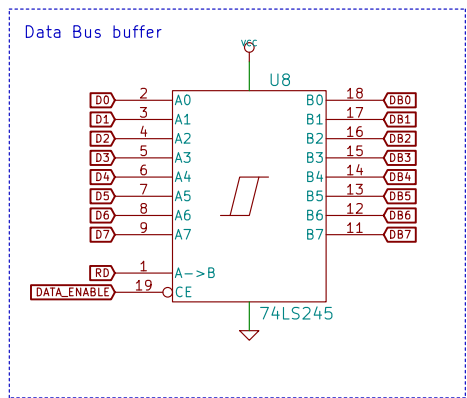 Data Bus buffer
VCC
U8
D0 2 A0 B0 18 DB0
D1 3 A1 B1 17 DB1
D2 4 A2 B2 16 DB2
D3 5 A3 B3 15 DB3
D4 6 A4 B4 14 DB4
D5 7 A5 B5 13 DB5
D6 8 A6 B6 12 DB6
D7 9 A7 B7 11 DB7
RD 1 A->B
DATA_ENABLE 19 CE
74LS245